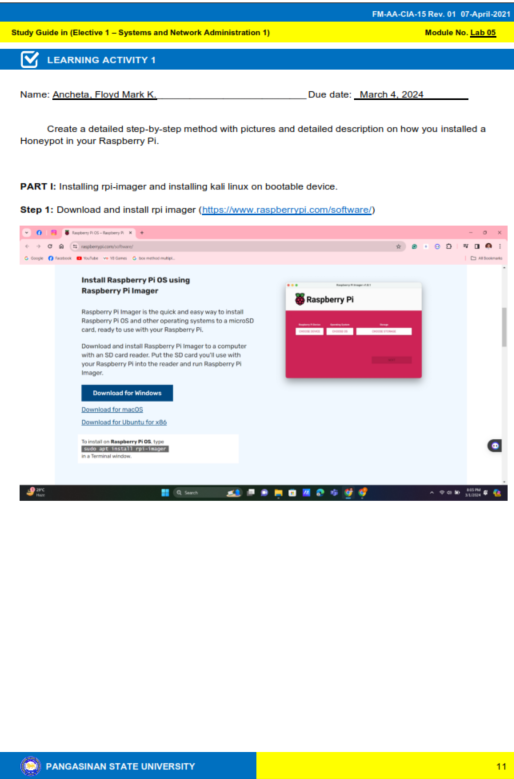 FM-AA-CIA-15 Rev. 01 07-April-2021
Study Guide in (Elective 1 – Systems and Network Administration 1)
Module No. Lab 05
LEARNING ACTIVITY 1
Name: Ancheta, Floyd Mark K.
Due date: March 4, 2024
Create a detailed step-by-step method with pictures and detailed description on how you installed a
Honeypot in your Raspberry Pi.
PART I: Installing rpi-imager and installing kali linux on bootable device.
Step 1: Download and install rpi imager (https://www.raspberrypi.com/software/)
Raspberry Pi OS – Raspberry Pi
raspberrypi.com/software/
Google
Facebook
YouTube
All Bookmarks
Install Raspberry Pi OS using
Raspberry Pi Imager
Raspberry Pi Imager is the quick and easy way to install
Raspberry Pi OS and other operating systems to a microSD
card, ready to use with your Raspberry Pi.
Download and install Raspberry Pi Imager to a computer
with an SD card reader. Put the SD card you'll use with
your Raspberry Pi into the reader and run Raspberry Pi
Imager.
Download for Windows
Download for macOS
Download for Ubuntu for x86
To install on Raspberry Pi OS, type
sudo apt install rpi-imager
in a Terminal window.
Raspberry Pi
Search
PANGASINAN STATE UNIVERSITY
11